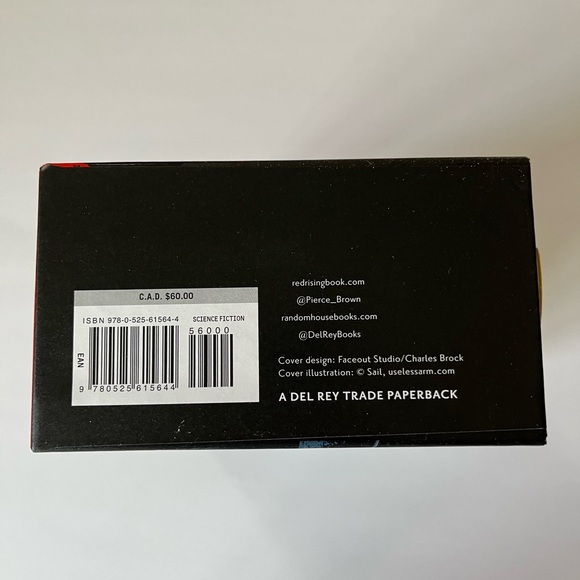 C.A.D. $60.00
ISBN 978-0-525-61564-4
SCIENCE FICTION
56000
EAN
9 780525 615644
redrisingbook.com
@Pierce_Brown
randomhousebooks.com
@DelReyBooks
Cover design: Faceout Studio/Charles Brock
Cover illustration: © Sail, uselessarm.com
A DEL REY TRADE PAPERBACK